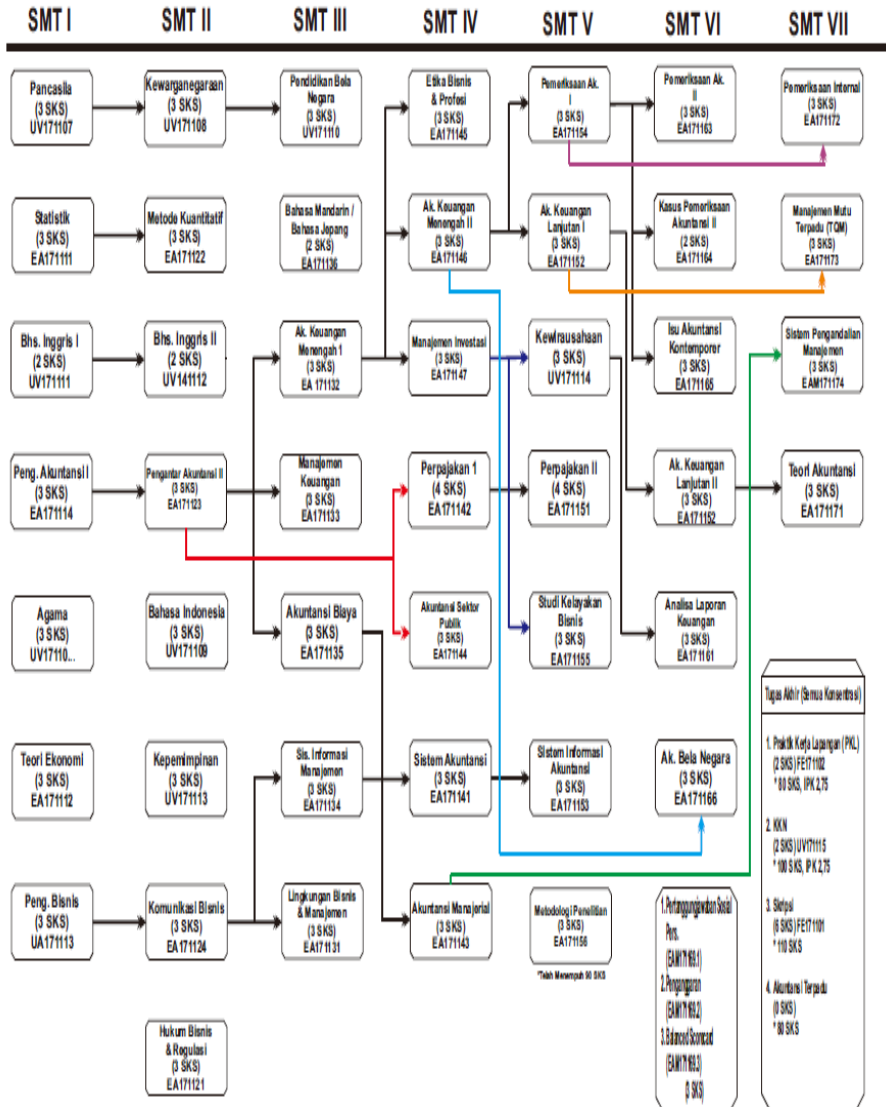 SMT I
SMT II
SMT III
SMT IV
SMT V
SMT VI
SMT VII
Pancasila
(3 SKS)
UV171107
Kewarganegaraan
(3 SKS)
UV171108
Pendidikan Bela
Negara
(3 SKS)
UV171110
Etika Bisnis
& Profesi
(3 SKS)
EA171145
Pemeriksaan Ak.
I
(3 SKS)
EA171154
Pemeriksaan Ak.
II
(3 SKS)
EA171163
Pemeriksaan Internal
(3 SKS)
EA171172
Statistik
(3 SKS)
EA171111
Metode Kuantitatif
(3 SKS)
EA171122
Bahasa Mandarin /
Bahasa Jepang
(2 SKS)
EA171136
Ak. Keuangan
Menengah II
(3 SKS)
EA171146
Ak. Keuangan
Lanjutan I
(3 SKS)
EA171152
Kasus Pemeriksaan
Akuntansi II
(2 SKS)
EA171164
Manajemen Mutu
Terpadu (TQM)
(3 SKS)
EA171173
Bhs. Inggris I
(2 SKS)
UV171111
Bhs. Inggris II
(2 SKS)
UV141112
Ak. Keuangan
Menengah 1
(3 SKS)
EA 171132
Manajemen Investasi
(3 SKS)
EA171147
Kewirausahaan
(3 SKS)
UV171114
Isu Akuntansi
Kontemporer
(3 SKS)
EA171165
Sistem Pengandalian
Manajemen
(3 SKS)
EAM171174
Peng. Akuntansi I
(3 SKS)
EA171114
Pengantar Akuntansi II
(3 SKS)
EA171123
Manajemen
Keuangan
(3 SKS)
EA171133
Perpajakan 1
(4 SKS)
EA171142
Perpajakan II
(4 SKS)
EA171151
Ak. Keuangan
Lanjutan II
(3 SKS)
EA171152
Teori Akuntansi
(3 SKS)
EA171171
Agama
(3 SKS)
UV17110...
Bahasa Indonesia
(3 SKS)
UV171109
Akuntansi Biaya
(3 SKS)
EA171135
Akuntansi Sektor
Publik
(3 SKS)
EA171144
Studi Kelayakan
Bisnis
(3 SKS)
EA171155
Analisa Laporan
Keuangan
(3 SKS)
EA171161
Teori Ekonomi
(3 SKS)
EA171112
Kepemimpinan
(3 SKS)
UV171113
Sis. Informasi
Manajemen
(3 SKS)
EA171134
Sistem Akuntansi
(3 SKS)
EA171141
Sistem Informasi
Akuntansi
(3 SKS)
EA171153
Ak. Bela Negara
(3 SKS)
EA171166
Peng. Bisnis
(3 SKS)
UA171113
Komunikasi Bisnis
(3 SKS)
EA171124
Lingkungan Bisnis
& Manajemen
(3 SKS)
EA171131
Akuntansi Manajerial
(3 SKS)
EA171143
Metodologi Penelitian
(3 SKS)
EA171156
*Telah Menempuh 90 SKS
1. Pertanggungjawaban Sosial
Pers.
(EAM171169.1)
2. Penganggaran
(EAM171169.2)
3. Balanced Scorecard
(EAM171169.3)
(3 SKS)
Hukum Bisnis
& Regulasi
(3 SKS)
EA171121
Tugas Akhir (Semua Konsentrasi)
1. Praktik Kerja Lapangan (PKL)
(2 SKS) FE171102
* 80 SKS, IPK 2,75
2. KKN
(2 SKS) UV171115
* 100 SKS, IPK 2,75
3. Skripsi
(6 SKS) FE171101
* 110 SKS
4. Akuntansi Terpadu
(0 SKS)
* 80 SKS